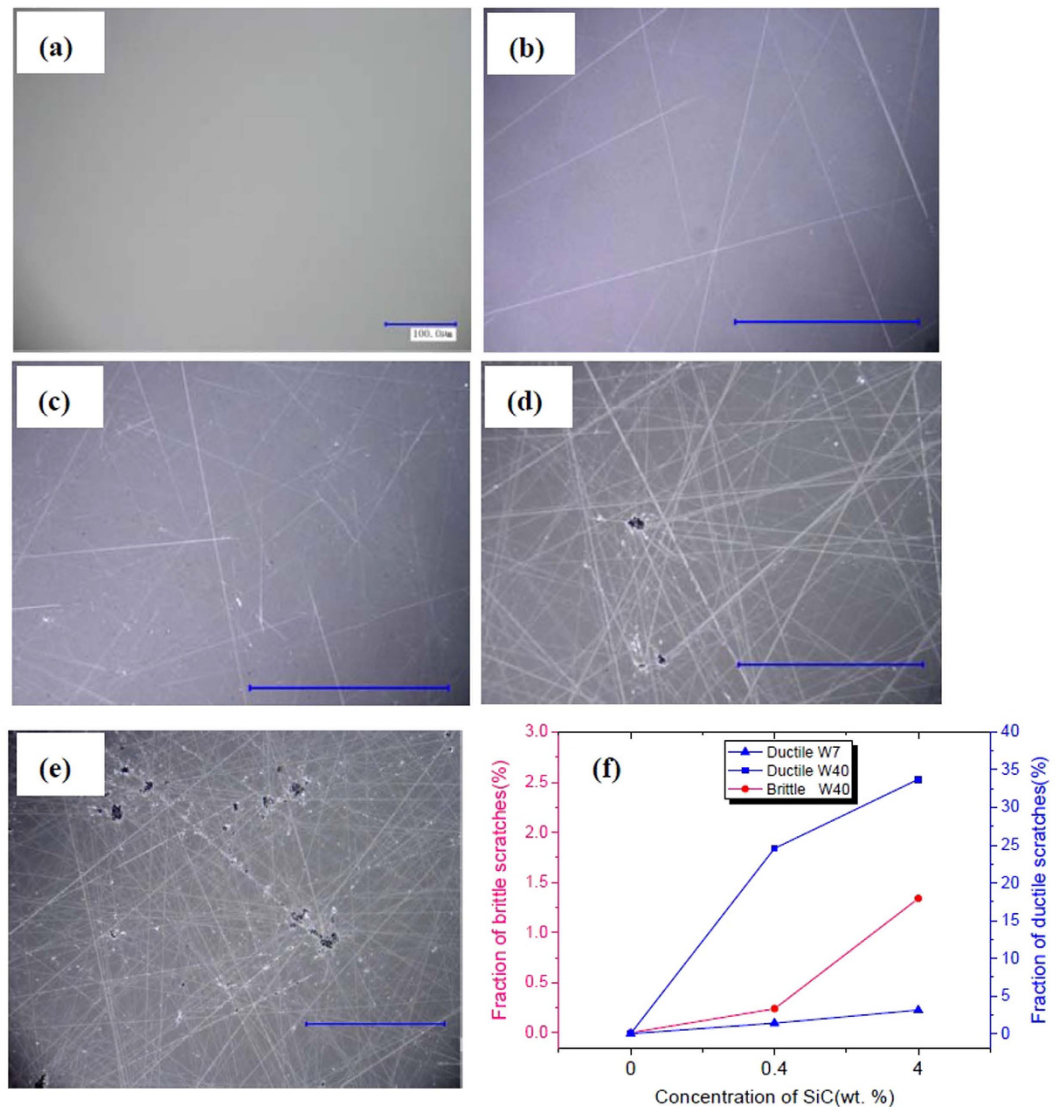 (a)
100.0μm
(b)
(c)
(d)
(e)
(f)
Ductile W7
Ductile W40
Brittle W40
Fraction of brittle scratches(%)
3.0
2.5
2.0
1.5
1.0
0.5
0.0
Fraction of ductile scratches(%)
40
35
30
25
20
15
10
5
0
0 0.4 4
Concentration of SiC(wt. %)